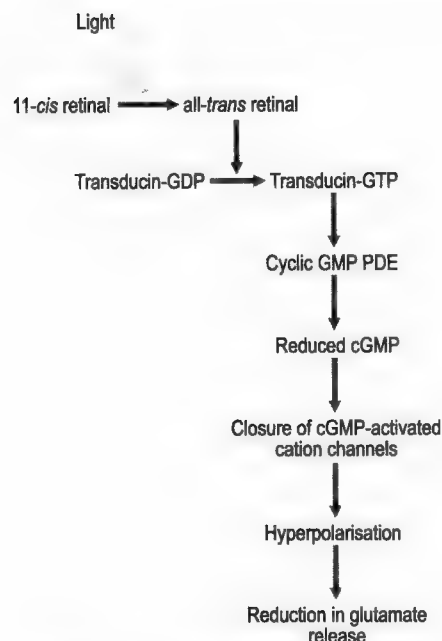 Light
11-cis retinal all-trans retinal
Transducin-GDP Transducin-GTP
Cyclic GMP PDE
Reduced cGMP
Closure of cGMP-activated
cation channels
Hyperpolarisation
Reduction in glutamate
release